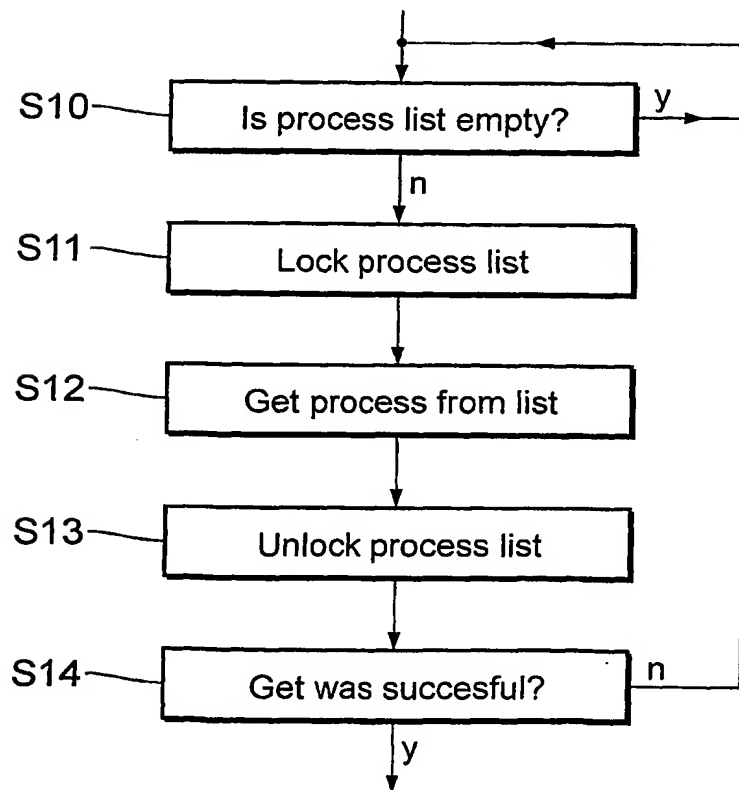 S10
Is process list empty?
y
n
S11
Lock process list
S12
Get process from list
S13
Unlock process list
S14
Get was succesful?
n
y